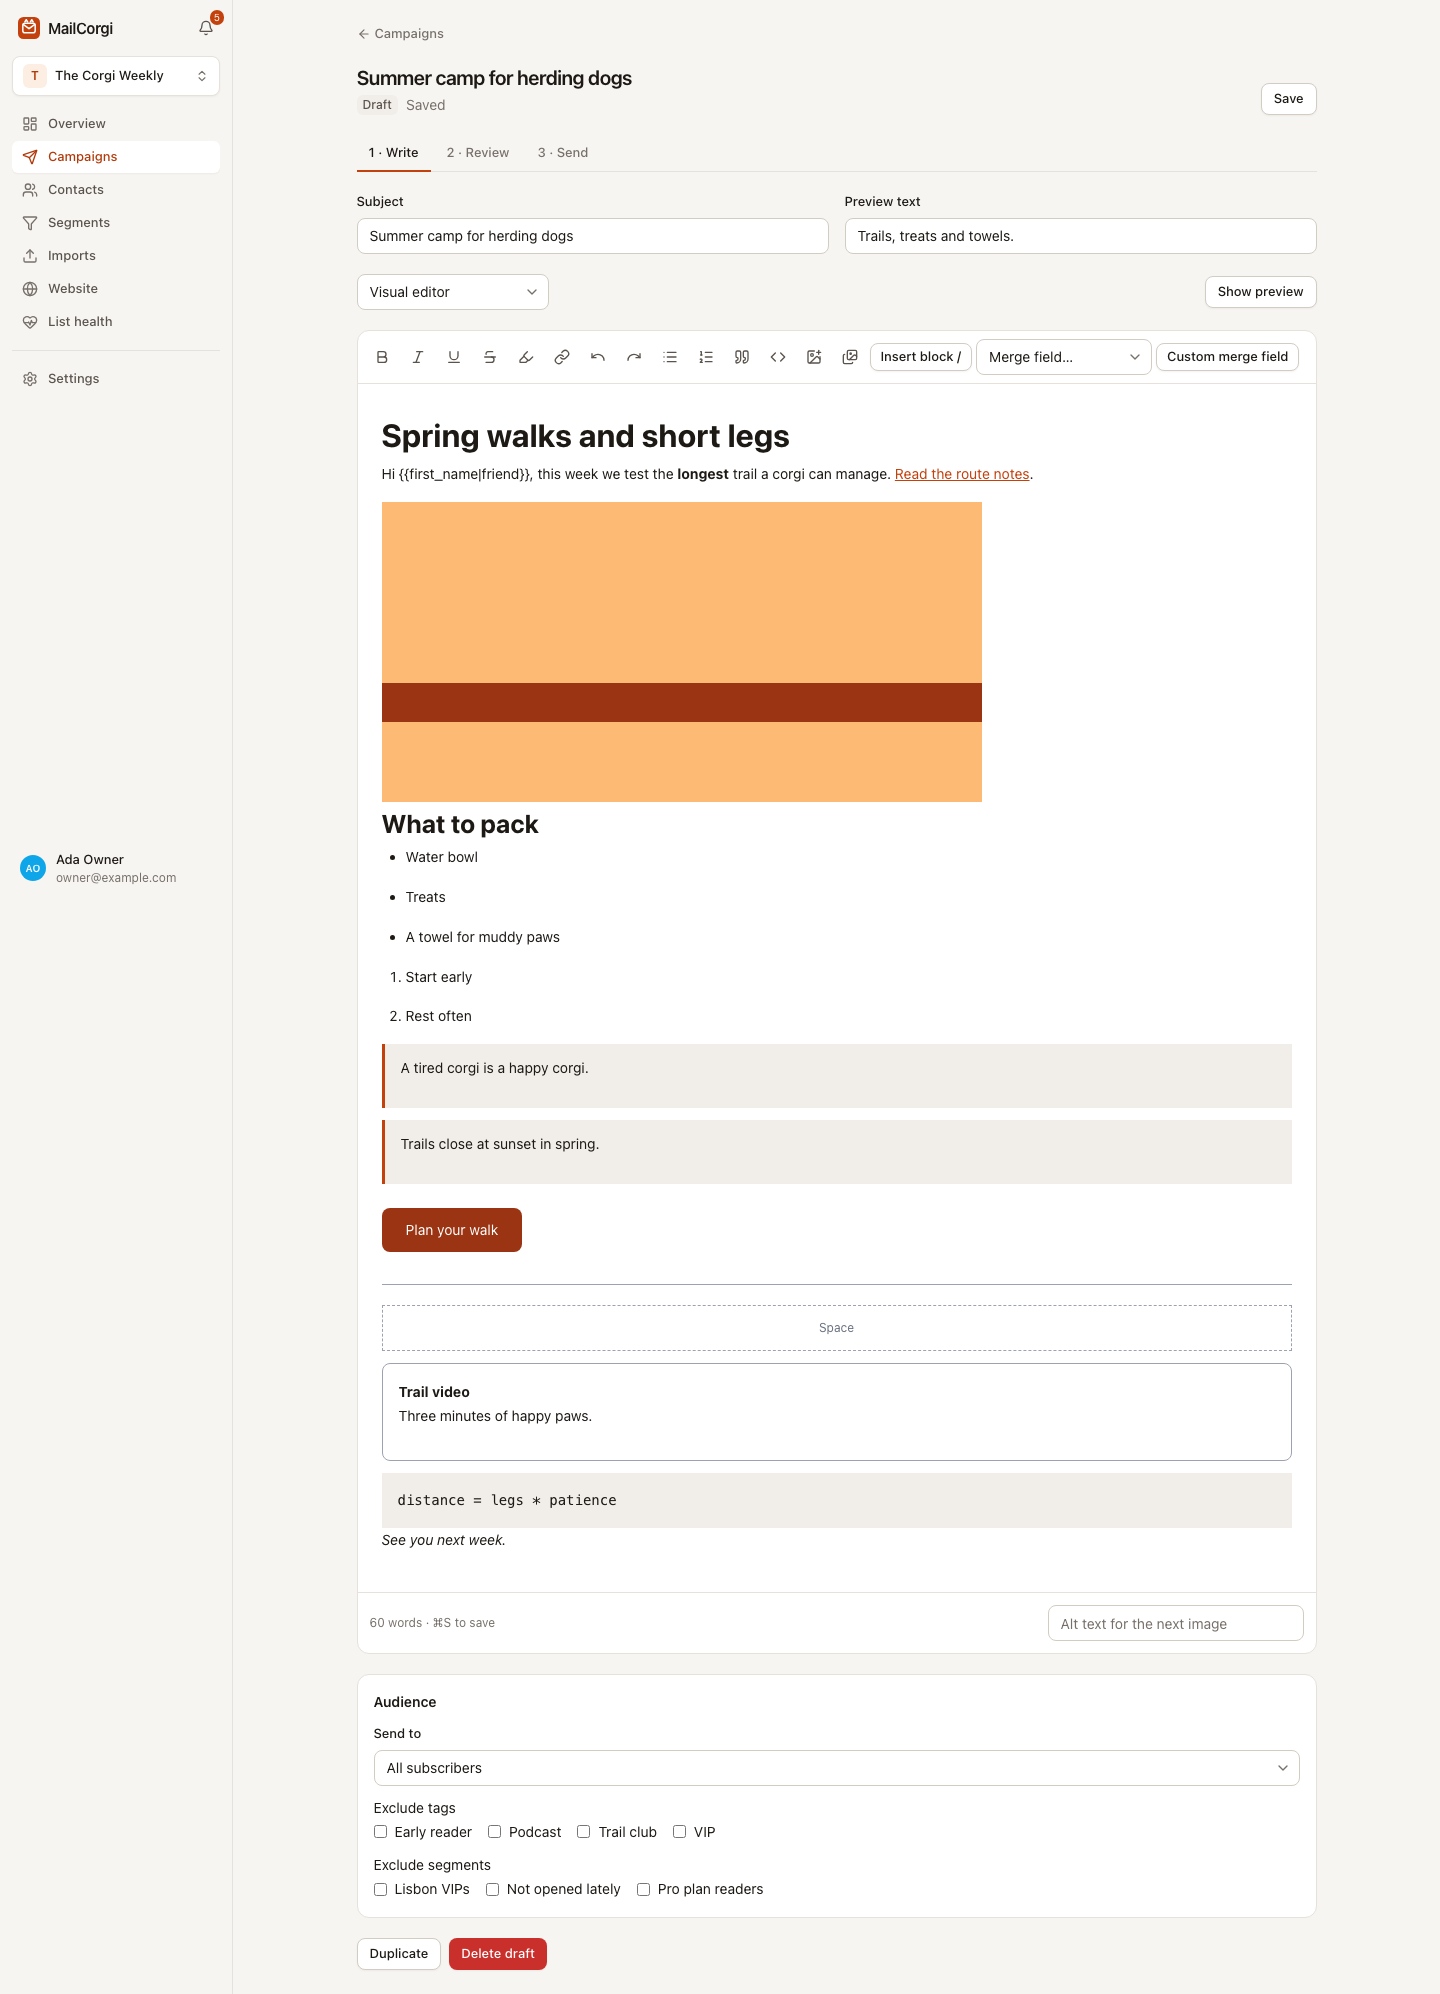 MailCorgi
5
T
The Corgi Weekly
Overview
Campaigns
Contacts
Segments
Imports
Website
List health
Settings
AO
Ada Owner
owner@example.com
Campaigns
Summer camp for herding dogs
Draft
Saved
Save
1 · Write
2 · Review
3 · Send
Subject
Preview text
Summer camp for herding dogs
Trails, treats and towels.
Visual editor
Show preview
Insert block /
Merge field...
Custom merge field
Spring walks and short legs
Hi {{first_name|friend}}, this week we test the longest trail a corgi can manage. Read the route notes.
What to pack
• Water bowl
• Treats
• A towel for muddy paws
1. Start early
2. Rest often
A tired corgi is a happy corgi.
Trails close at sunset in spring.
Plan your walk
Space
Trail video
Three minutes of happy paws.
distance = legs * patience
See you next week.
60 words · ⌘S to save
Alt text for the next image
Audience
Send to
All subscribers
Exclude tags
Early reader
Podcast
Trail club
VIP
Exclude segments
Lisbon VIPs
Not opened lately
Pro plan readers
Duplicate
Delete draft